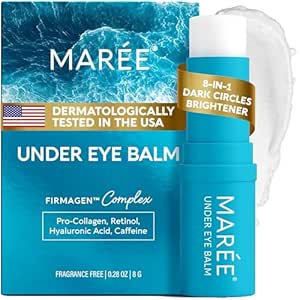 MARÉE®
DERMATOLOGICALLY
TESTED IN THE USA
UNDER EYE BALM
FIRMAGEN™ Complex
Pro-Collagen, Retinol,
Hyaluronic Acid, Caffeine
FRAGRANCE FREE | 0.28 OZ | 8 G
8-IN-1
DARK CIRCLES
BRIGHTENER
MARÉE®
UNDER EYE BALM